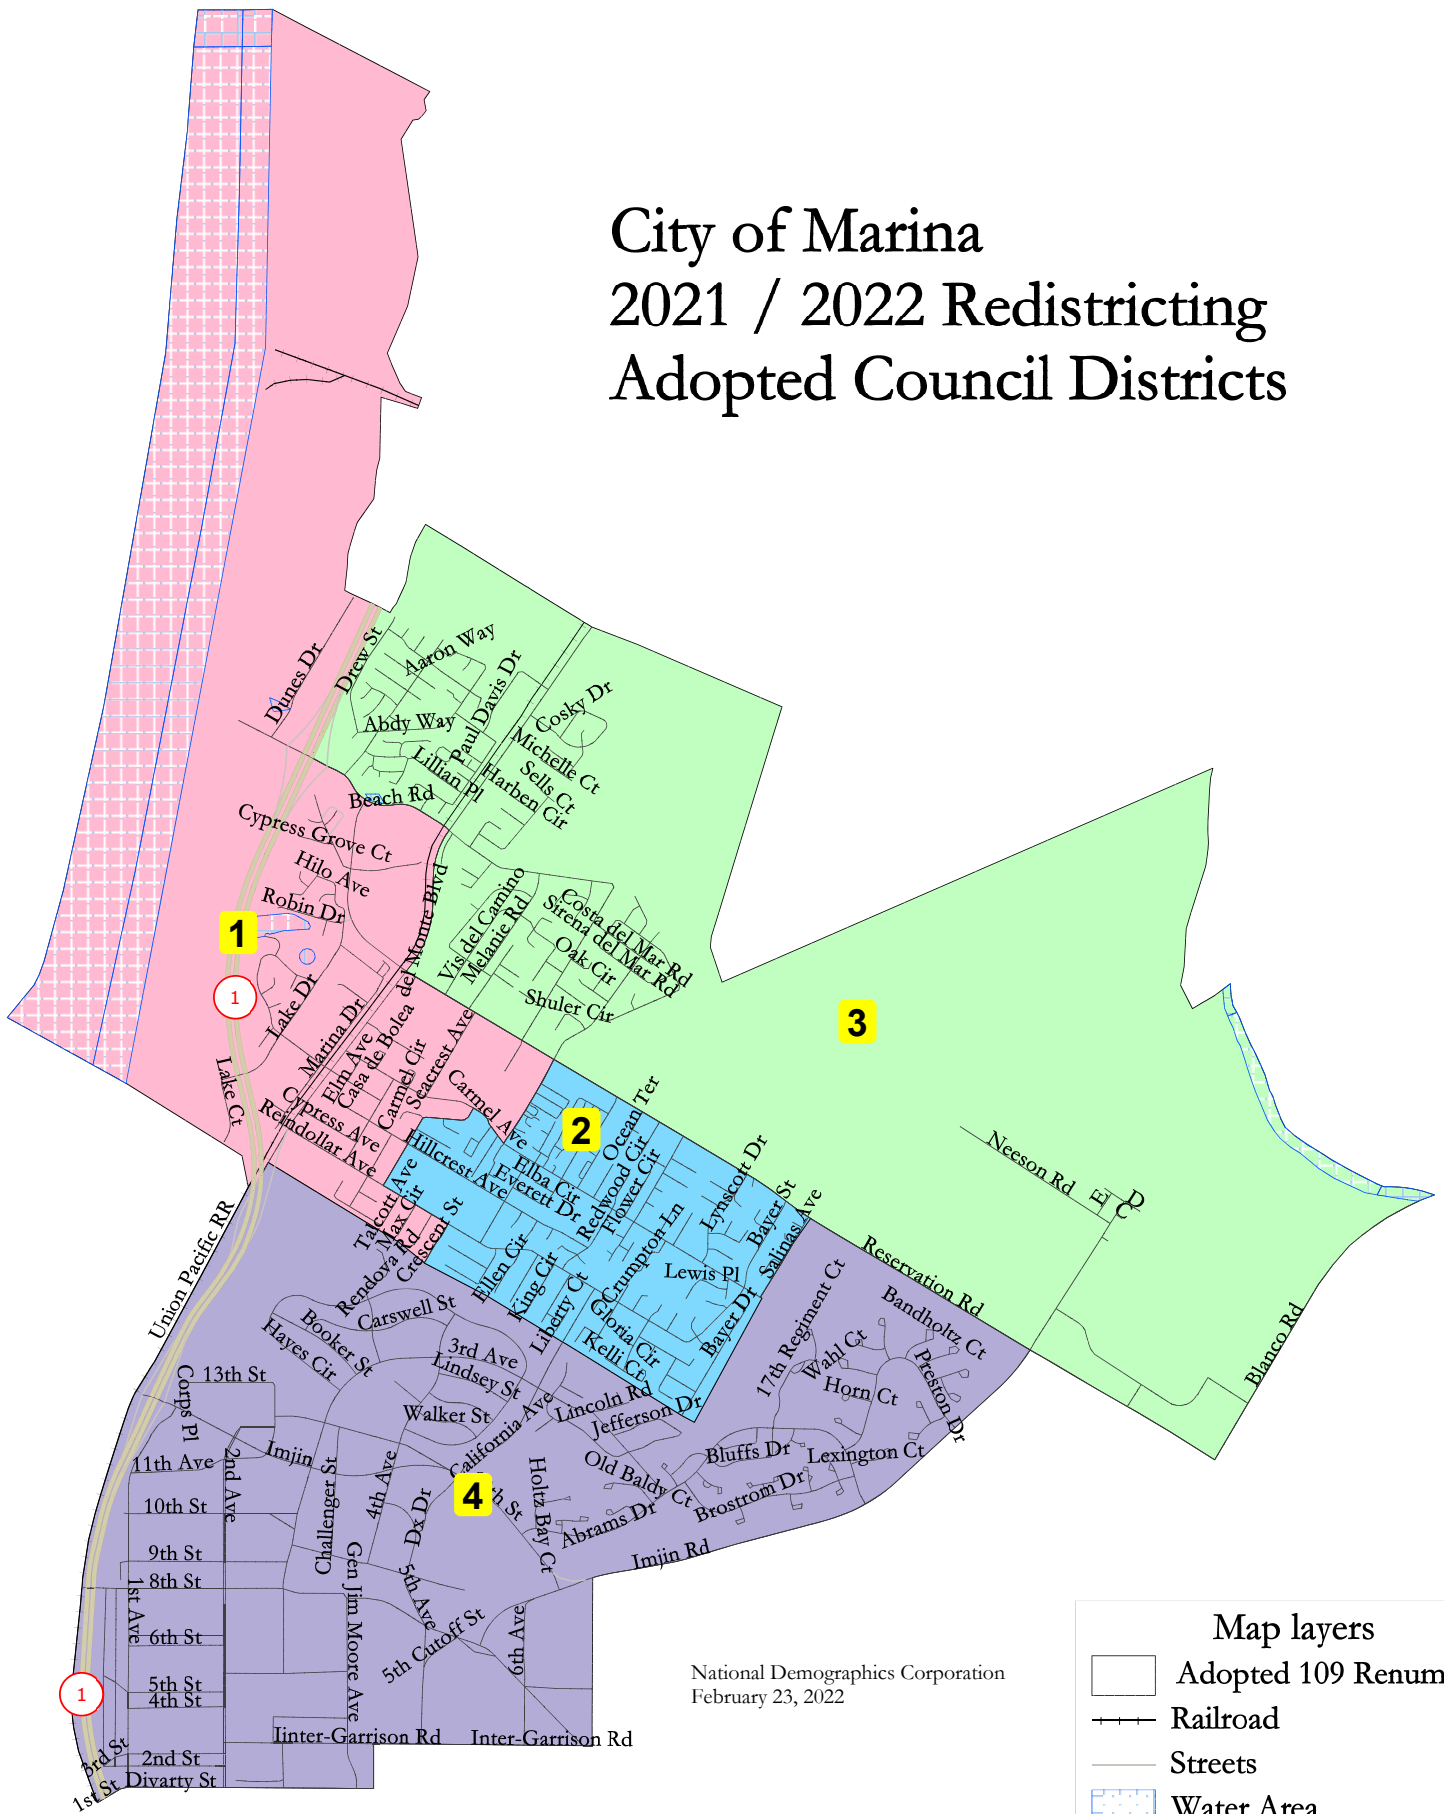 City of Marina
2021 / 2022 Redistricting
Adopted Council Districts
Dunes Dr
Drew St
Aaron Way
Paul Davis Dr
Abdy Way
Cosky Dr
Michelle Ct
Lillian Pl
Sells Ct
Harben Cir
Beach Rd
Cypress Grove Ct
Hilo Ave
Robin Dr
1
1
del Monte Blvd
Vis del Camino
Melanie Rd
Costa del Mar Rd
Sirena del Mar Rd
Oak Cir
Shuler Cir
3
Lake Dr
Marina Dr
Elm Ave
Casa de Bolea
Carmel Cir
Seacrest Ave
Carmel Ave
Lake Ct
Cypress Ave
Reindollar Ave
2
Ocean Ter
Hillcrest Ave
Elba Cir
Everett Dr
Redwood Cir
Flower Cir
Lynscott Dr
Bayer St
Salinas Ave
Neeson Rd
E
D
C
Talcott Ave
Max Cir
Rendova Rd
Crescent St
Ellen Cir
King Cir
Liberty Ct
Crumpton Ln
Lewis Pl
Gloria Cir
Kelli Ct
Bayer Dr
Reservation Rd
Blanco Rd
Union Pacific RR
Carswell St
Booker St
Hayes Cir
3rd Ave
Lindsey St
17th Regiment Ct
Wahl Ct
Bandholtz Ct
Horn Ct
Preston Dr
13th St
Corps Pl
Walker St
California Ave
Lincoln Rd
Jefferson Dr
Imjin
11th Ave
2nd Ave
10th St
Challenger St
4th Ave
Dx Dr
4
th St
Holtz Bay Ct
Old Baldy Ct
Bluffs Dr
Lexington Ct
Brostrom Dr
Abrams Dr
Imjin Rd
9th St
8th St
1st Ave
Gen Jim Moore Ave
5th Ave
5th Cutoff St
6th Ave
6th St
5th St
4th St
1
3rd St
2nd St
1st St
Divarty St
Iinter-Garrison Rd
Inter-Garrison Rd
National Demographics Corporation
February 23, 2022
Map layers
Adopted 109 Renum
Railroad
Streets
Water Area